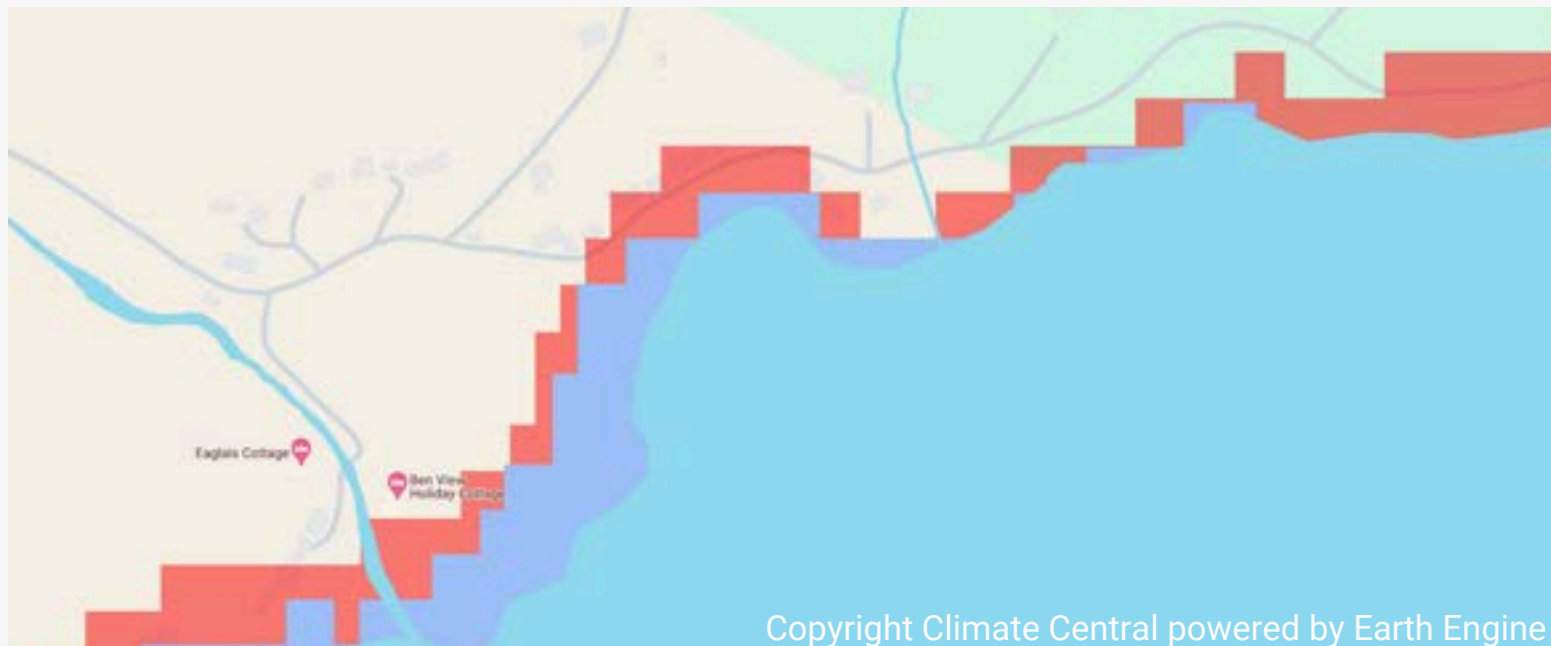 Eaglais Cottage
Ben View
Holiday Cottage
Copyright Climate Central powered by Earth Engine